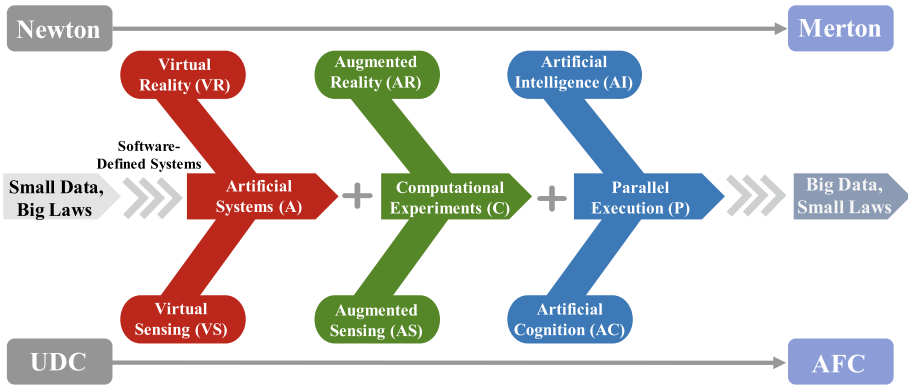 Newton
Merton
Virtual
Reality (VR)
Augmented
Reality (AR)
Artificial
Intelligence (AI)
Software-
Defined Systems
Small Data,
Big Laws
Artificial
Systems (A)
Computational
Experiments (C)
Parallel
Execution (P)
Big Data,
Small Laws
Virtual
Sensing (VS)
Augmented
Sensing (AS)
Artificial
Cognition (AC)
UDC
AFC